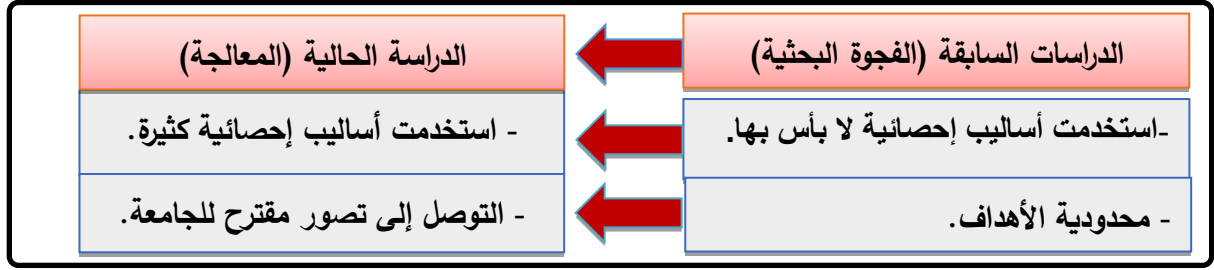 الدراسات السابقة (الفجوة البحثية)
الدراسة الحالية (المعالجة)
-استخدمت أساليب إحصائية لا بأس بها.
- استخدمت أساليب إحصائية كثيرة.
- محدودية الأهداف.
- التوصل إلى تصور مقترح للجامعة.